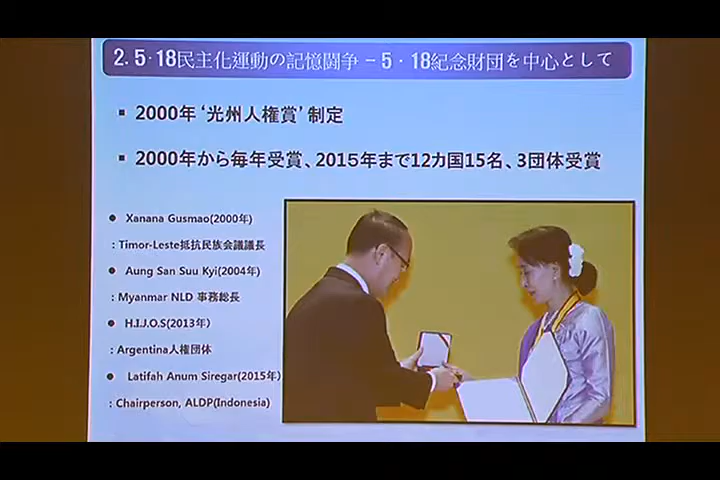 2. 5·18民主化運動の記憶闘争 – 5 · 18紀念財団を中心として
▪ 2000年‘光州人権賞’制定
▪ 2000年から毎年受賞、2015年まで12カ国15名、3団体受賞
● Xanana Gusmao(2000年)
: Timor-Leste抵抗民族会議議長
● Aung San Suu Kyi(2004年)
: Myanmar NLD 事務総長
● H.I.J.O.S(2013年)
: Argentina人権団体
● Latifah Anum Siregar(2015年)
: Chairperson, ALDP(Indonesia)